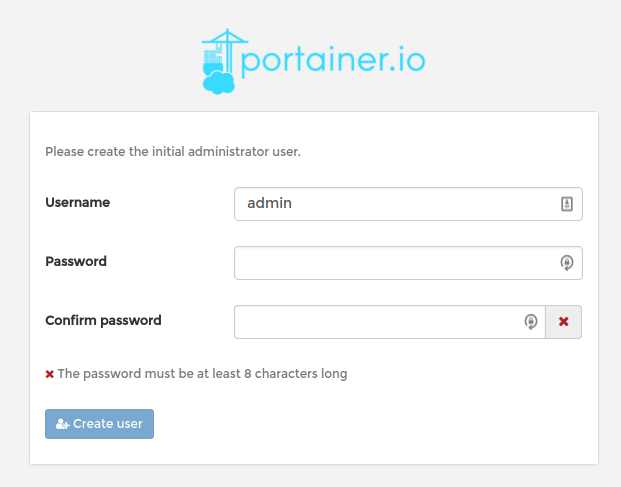 portainer.io
Please create the initial administrator user.
Username
admin
Password
Confirm password
The password must be at least 8 characters long
Create user